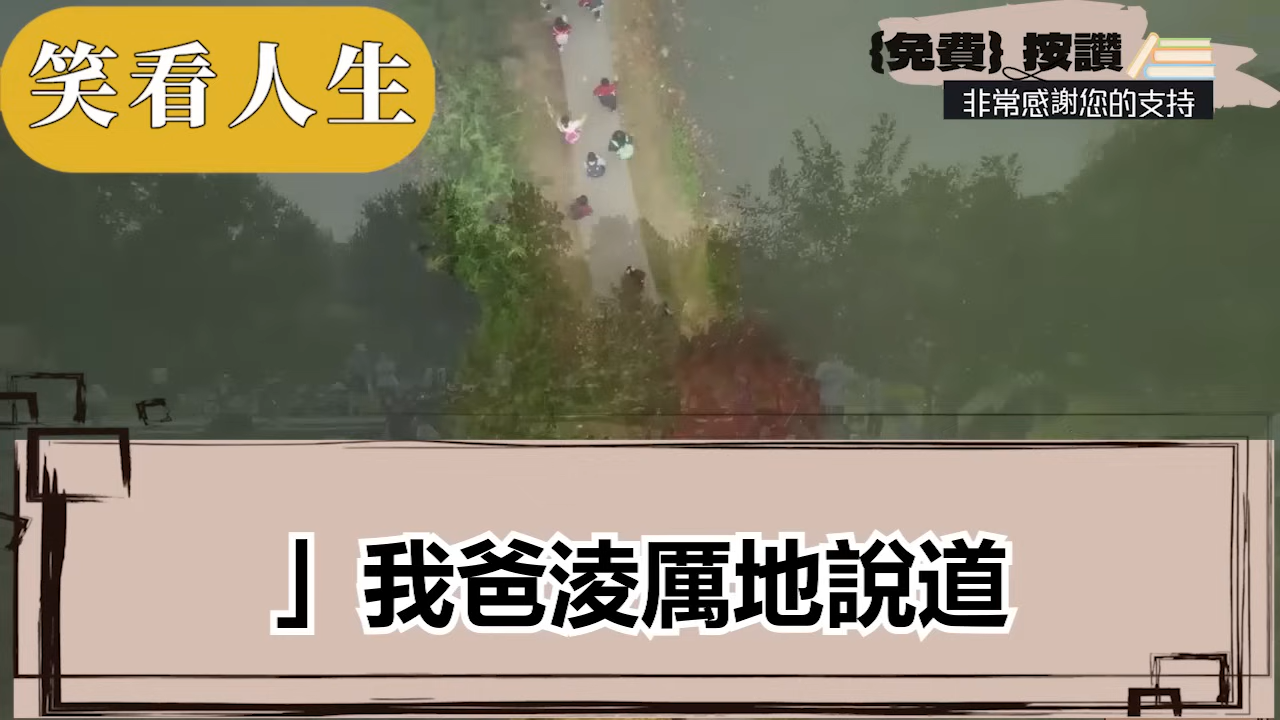 笑看人生
{免費} 按讚
非常感謝您的支持
」我爸淩厲地說道